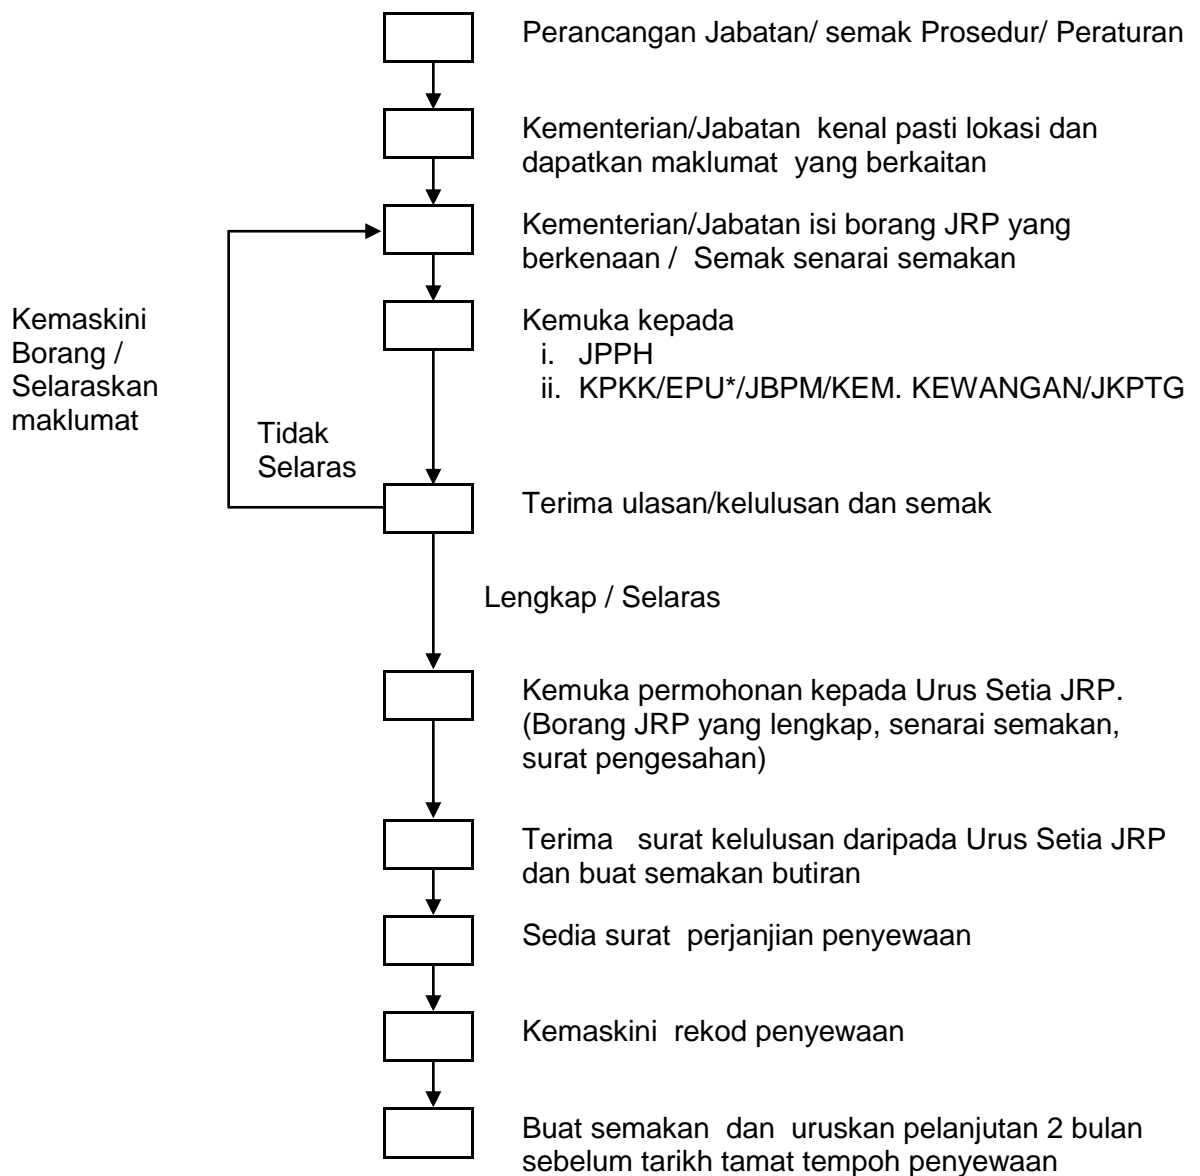 Perancangan Jabatan/ semak Prosedur/ Peraturan
Kementerian/Jabatan kenal pasti lokasi dan
dapatkan maklumat yang berkaitan
Kementerian/Jabatan isi borang JRP yang
berkenaan / Semak senarai semakan
Kemaskini
Borang /
Selaraskan
maklumat
Kemuka kepada
i. JPPH
ii. KPKK/EPU*/JBPM/KEM. KEWANGAN/JKPTG
Tidak
Selaras
Terima ulasan/kelulusan dan semak
Lengkap / Selaras
Kemuka permohonan kepada Urus Setia JRP.
(Borang JRP yang lengkap, senarai semakan,
surat pengesahan)
Terima surat kelulusan daripada Urus Setia JRP
dan buat semakan butiran
Sedia surat perjanjian penyewaan
Kemaskini rekod penyewaan
Buat semakan dan uruskan pelanjutan 2 bulan
sebelum tarikh tamat tempoh penyewaan